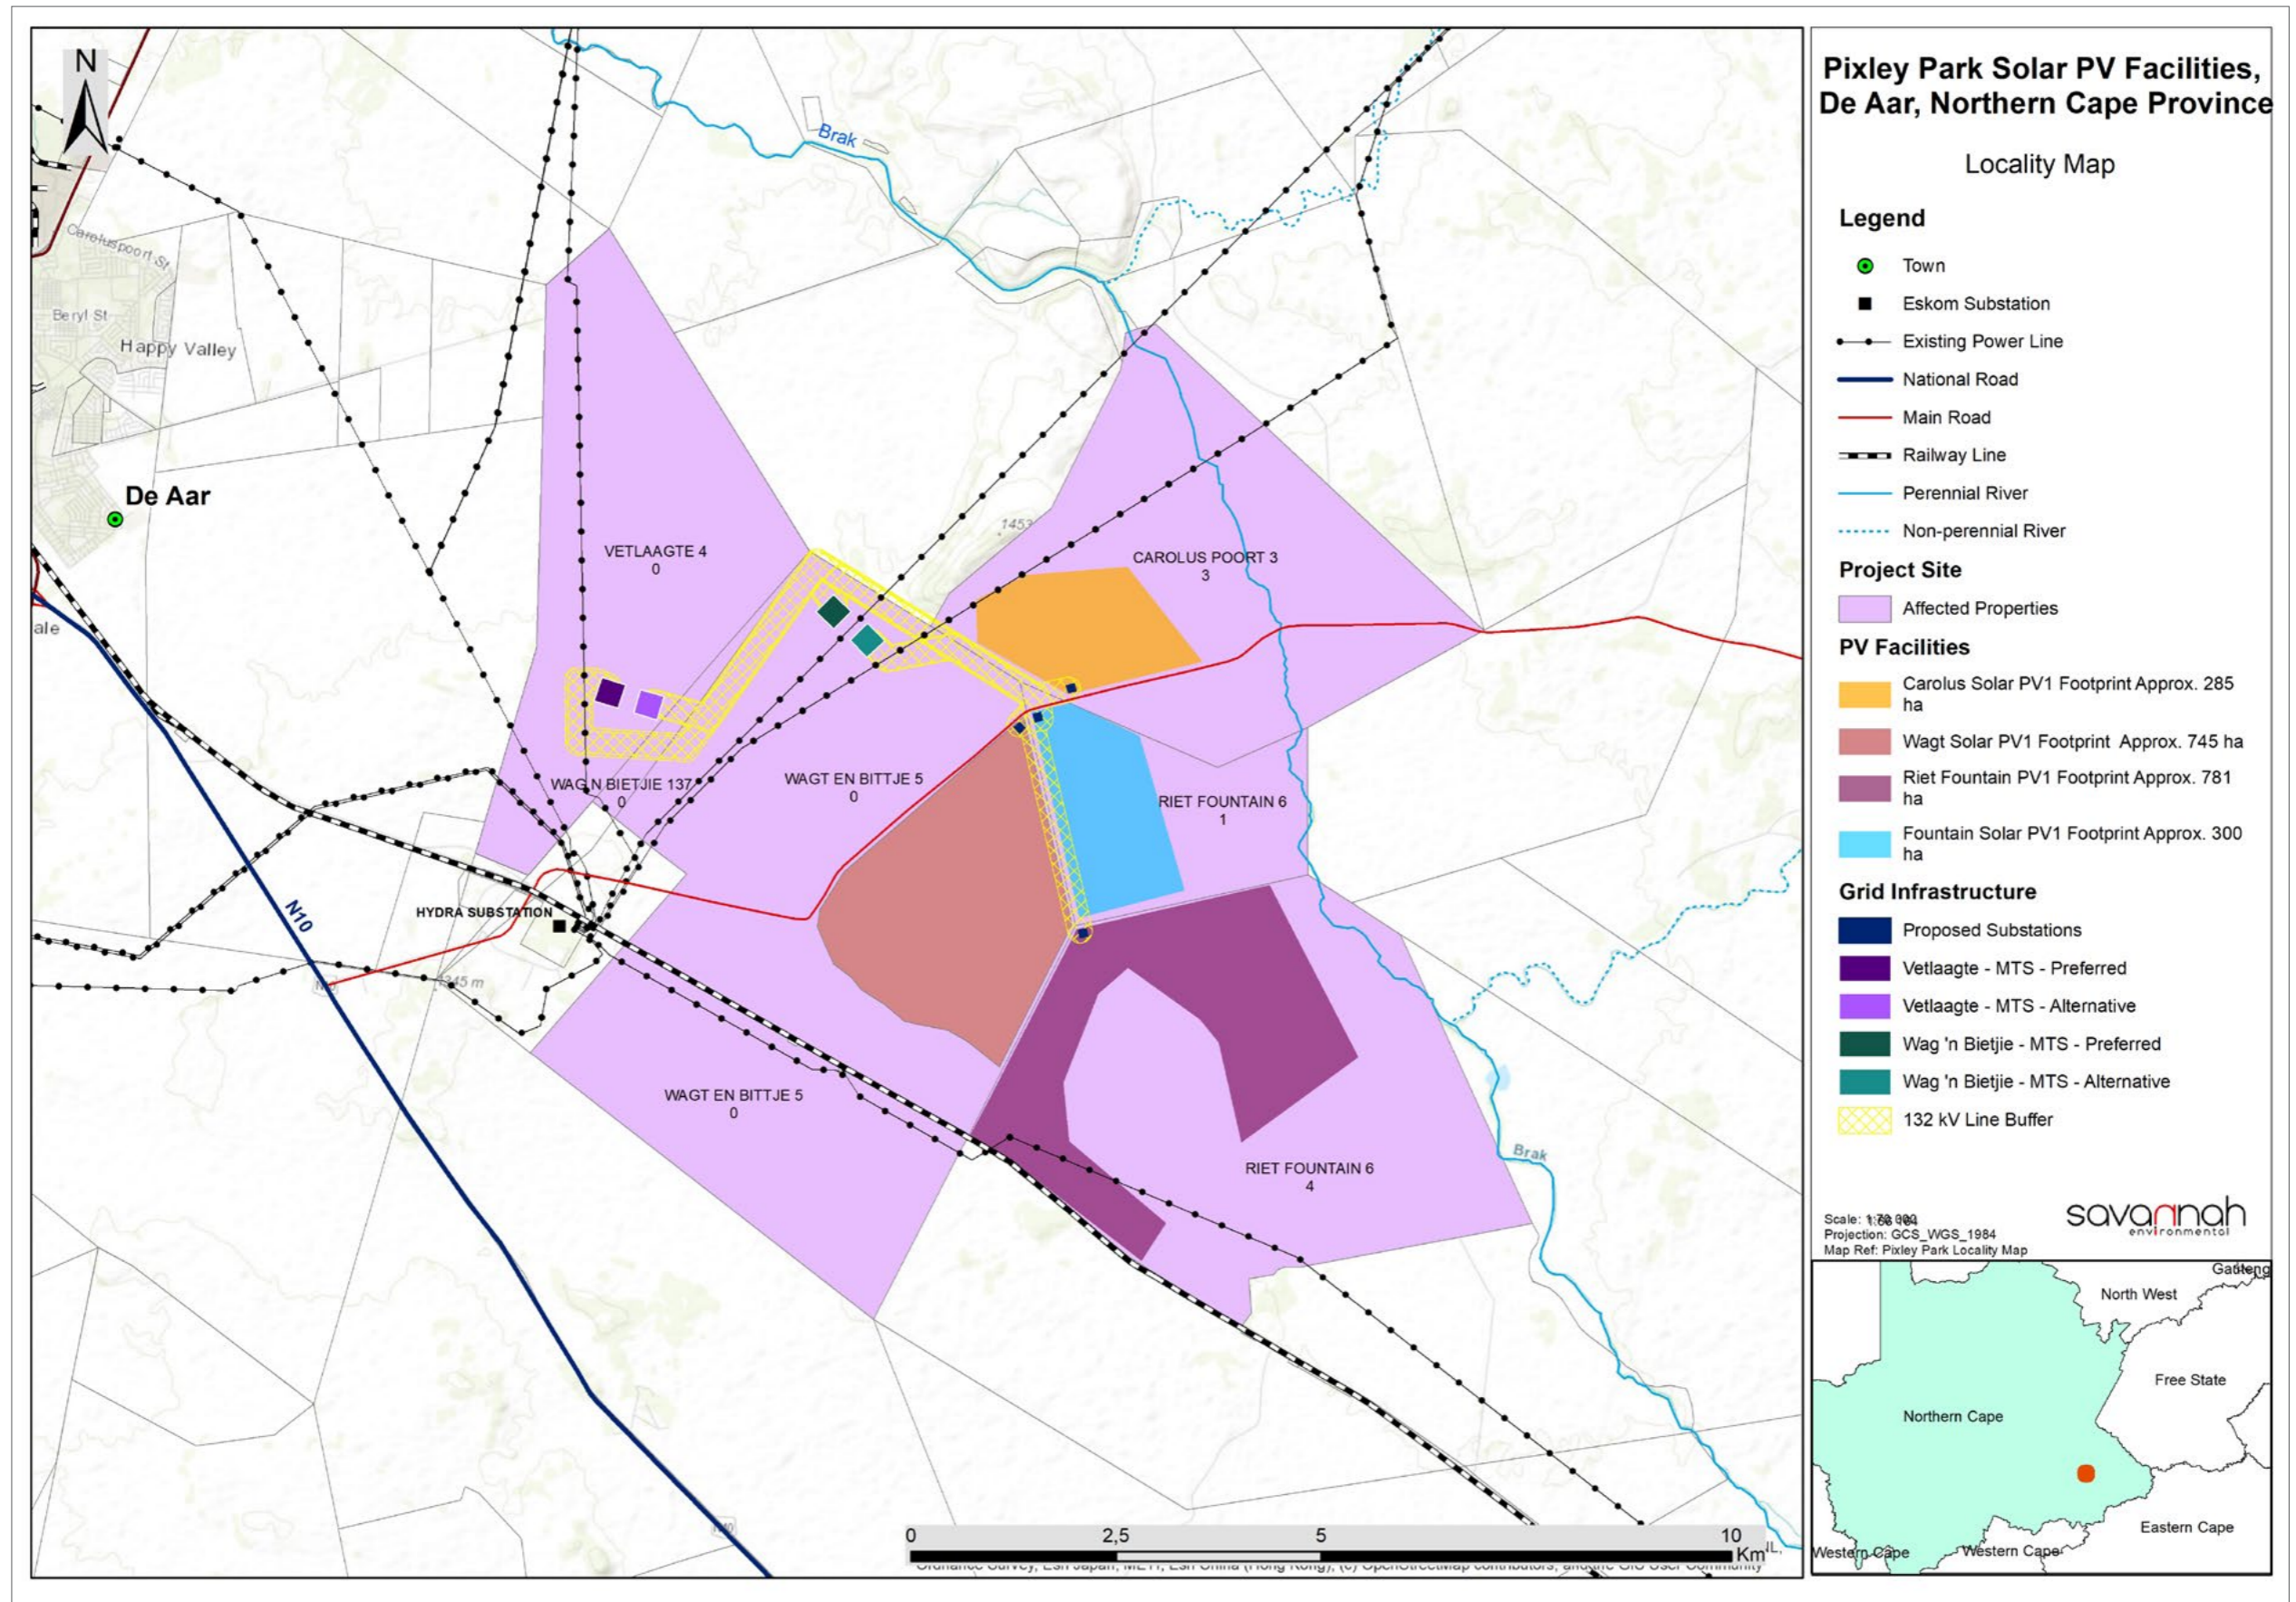 N
Brak
Caroluspoort St
Beryl St
Happy Valley
De Aar
ale
1453
VETLAAGTE 4
0
CAROLUS POORT 3
3
WAG N BIETJIE 137
0
WAGT EN BITTJE 5
0
RIET FOUNTAIN 6
1
HYDRA SUBSTATION
N10
1345 m
WAGT EN BITTJE 5
0
RIET FOUNTAIN 6
4
Brak
N10
0 2,5 5 10
Km
Pixley Park Solar PV Facilities,
De Aar, Northern Cape Province
Locality Map
Legend
Town
Eskom Substation
Existing Power Line
National Road
Main Road
Railway Line
Perennial River
Non-perennial River
Project Site
Affected Properties
PV Facilities
Carolus Solar PV1 Footprint Approx. 285
ha
Wagt Solar PV1 Footprint Approx. 745 ha
Riet Fountain PV1 Footprint Approx. 781
ha
Fountain Solar PV1 Footprint Approx. 300
ha
Grid Infrastructure
Proposed Substations
Vetlaagte - MTS - Preferred
Vetlaagte - MTS - Alternative
Wag 'n Bietjie - MTS - Preferred
Wag 'n Bietjie - MTS - Alternative
132 kV Line Buffer
Scale:
Projection: GCS_WGS_1984
Map Ref: Pixley Park Locality Map
savannah
environmental
Gauteng
North West
Free State
Northern Cape
Eastern Cape
Western Cape
Western Cape